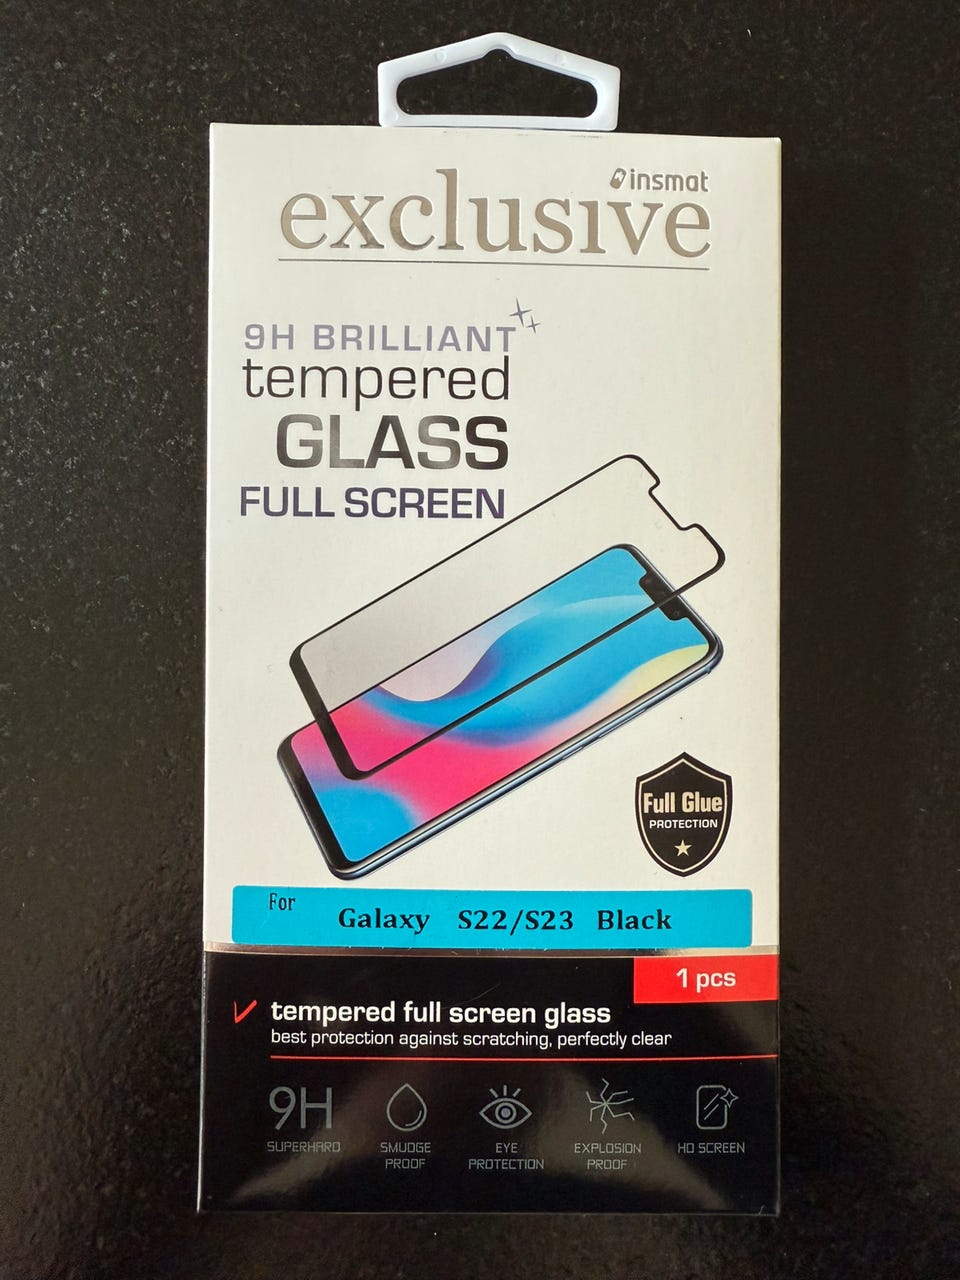 insmat
exclusive
9H BRILLIANT
tempered
GLASS
FULL SCREEN
Full Glue
PROTECTION
For
Galaxy S22/S23 Black
1 pcs
tempered full screen glass
best protection against scratching, perfectly clear
9H
SUPERHARD
SMUDGE
PROOF
EYE
PROTECTION
EXPLOSION
PROOF
HD SCREEN